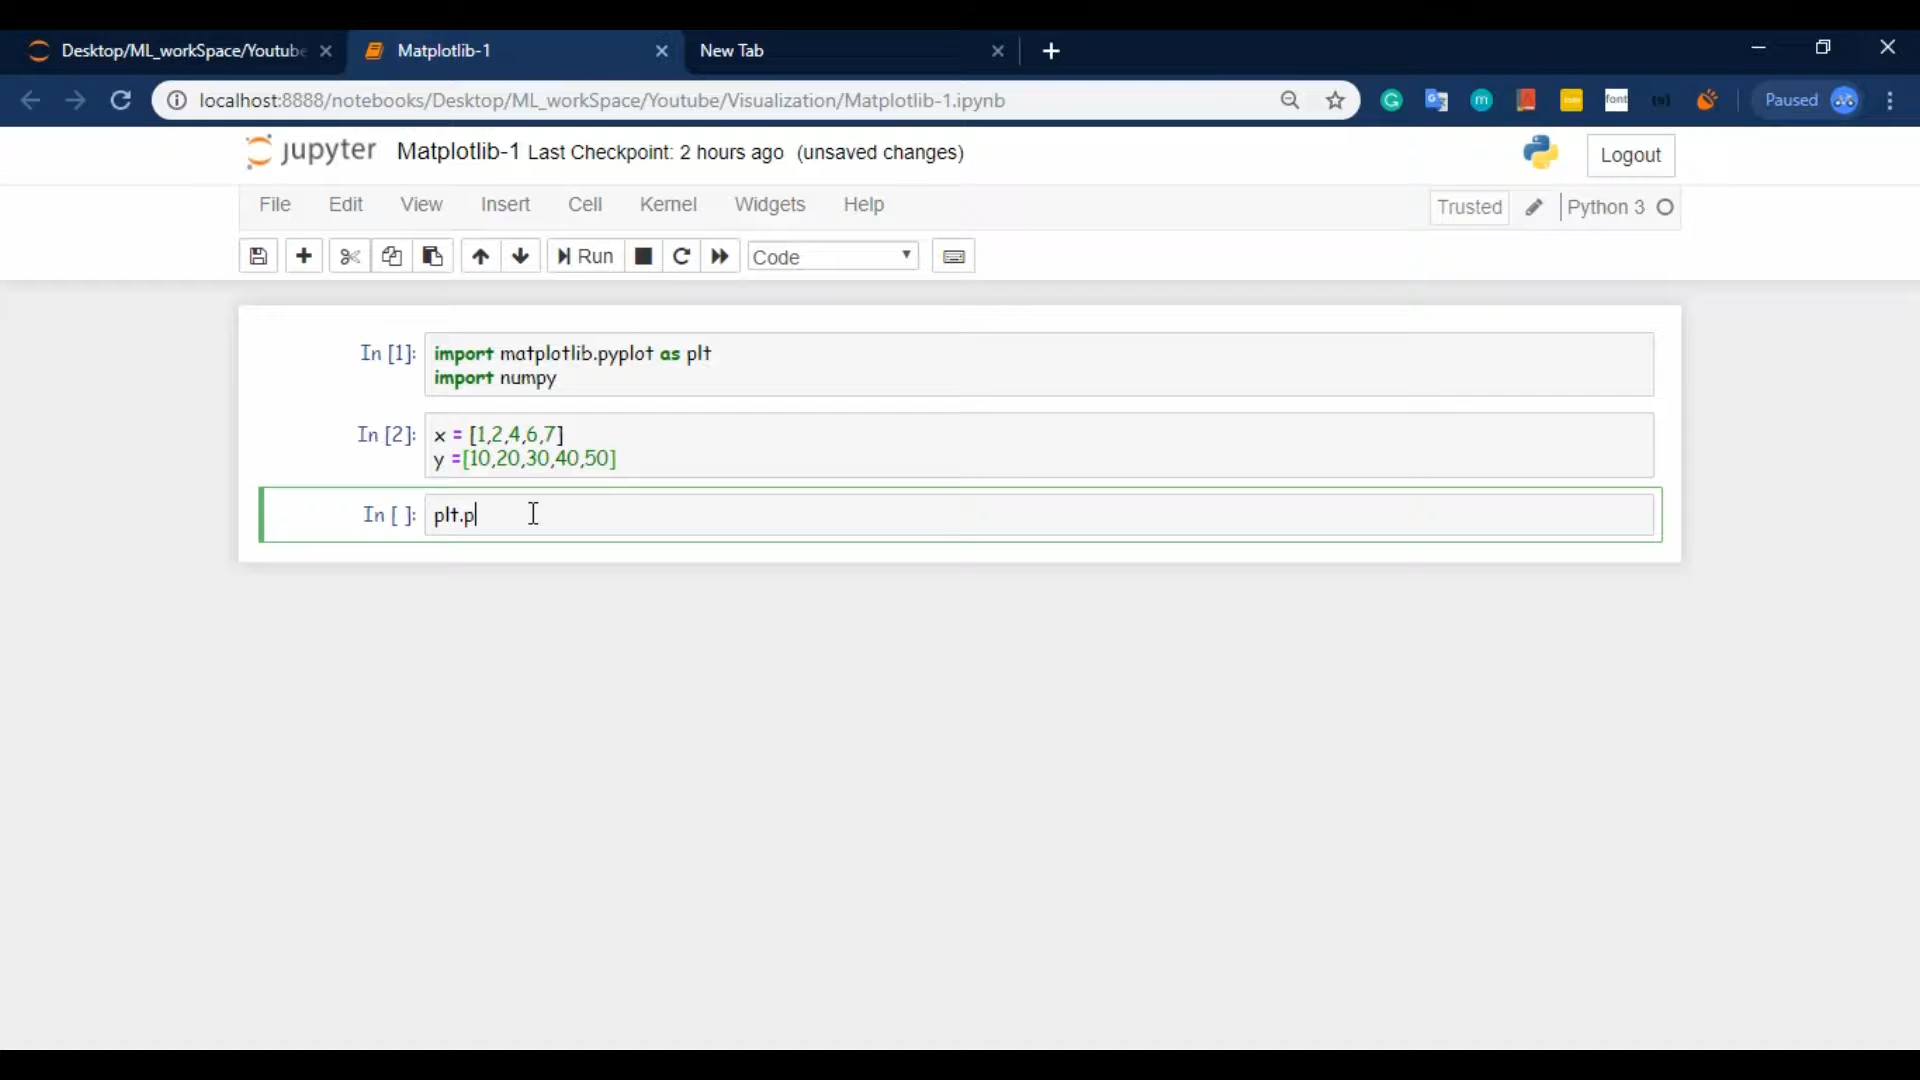 Desktop/ML_workSpace/Youtube
Matplotlib-1
New Tab
localhost:8888/notebooks/Desktop/ML_workSpace/Youtube/Visualization/Matplotlib-1.ipynb
font
Paused
jupyter Matplotlib-1 Last Checkpoint: 2 hours ago (unsaved changes)
Logout
File Edit View Insert Cell Kernel Widgets Help
Trusted
Python 3
Run
Code
In [1]: import matplotlib.pyplot as plt
import numpy
In [2]: x = [1,2,4,6,7]
y =[10,20,30,40,50]
In [ ]: plt.p